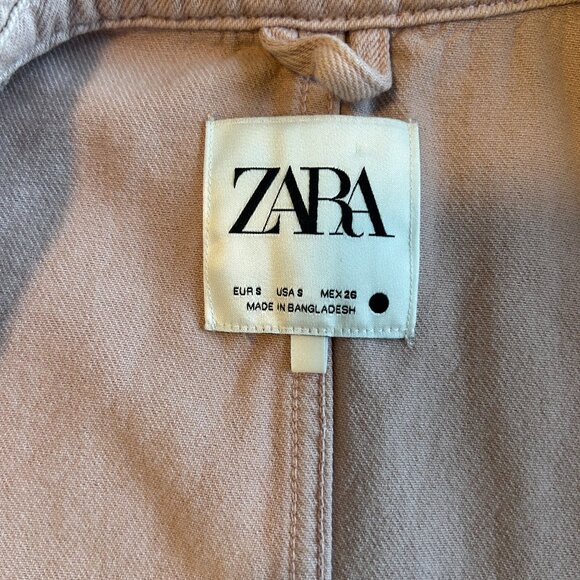 ZARA
EUR S USA S MEX 26
MADE IN BANGLADESH